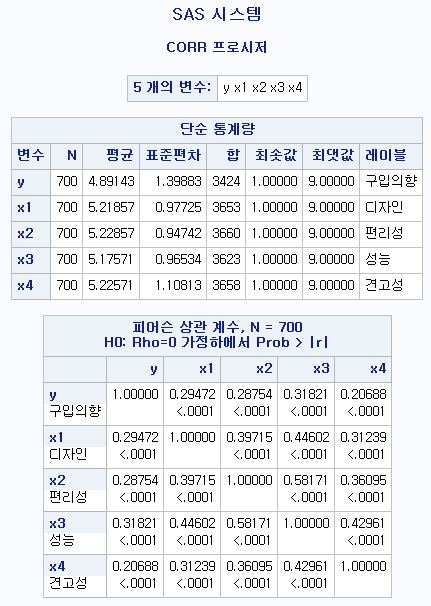 SAS 시스템
CORR 프로시저
5 개의 변수: y x1 x2 x3 x4
단순 통계량
변수 N 평균 표준편차 합 최솟값 최댓값 레이블
y 700 4.89143 1.39883 3424 1.00000 9.00000 구입의향
x1 700 5.21857 0.97725 3653 1.00000 9.00000 디자인
x2 700 5.22857 0.94742 3660 1.00000 9.00000 편리성
x3 700 5.17571 0.96534 3623 1.00000 9.00000 성능
x4 700 5.22571 1.10813 3658 1.00000 9.00000 견고성
피어슨 상관 계수, N = 700
H0: Rho=0 가정하에서 Prob > |r|
y x1 x2 x3 x4
y 1.00000 0.29472 0.28754 0.31821 0.20688
구입의향 <.0001 <.0001 <.0001 <.0001
x1 0.29472 1.00000 0.39715 0.44602 0.31239
디자인 <.0001 <.0001 <.0001 <.0001
x2 0.28754 0.39715 1.00000 0.58171 0.36095
편리성 <.0001 <.0001 <.0001 <.0001
x3 0.31821 0.44602 0.58171 1.00000 0.42961
성능 <.0001 <.0001 <.0001 <.0001
x4 0.20688 0.31239 0.36095 0.42961 1.00000
견고성 <.0001 <.0001 <.0001 <.0001